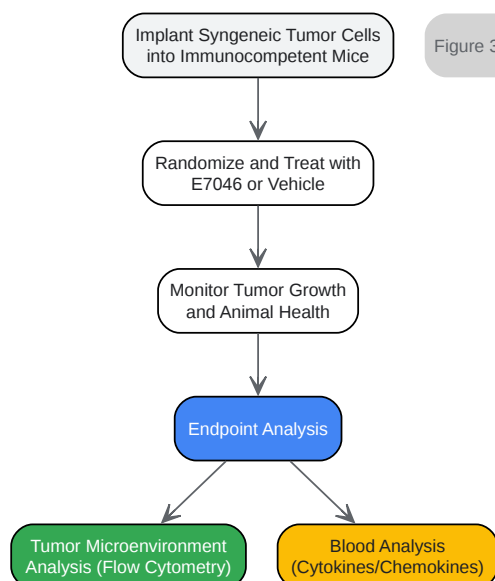 Implant Syngeneic Tumor Cells
into Immunocompetent Mice
Figure 3
Randomize and Treat with
E7046 or Vehicle
Monitor Tumor Growth
and Animal Health
Endpoint Analysis
Tumor Microenvironment
Analysis (Flow Cytometry)
Blood Analysis
(Cytokines/Chemokines)